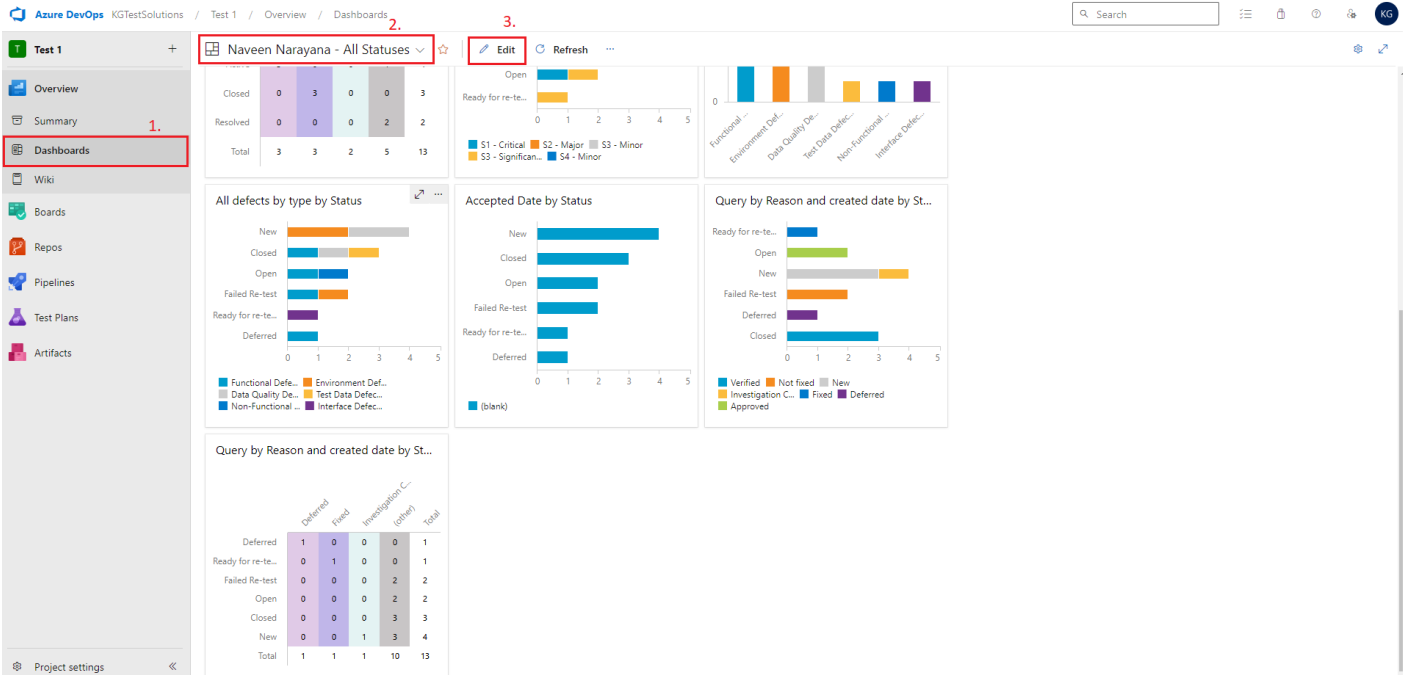 Azure DevOps KGTestSolutions / Test 1 / Overview / Dashboards
Search
KG
T Test 1 +
2.
Naveen Narayana - All Statuses
3.
Edit
Refresh ...
Overview
Summary
1.
Dashboards
Wiki
Boards
Repos
Pipelines
Test Plans
Artifacts
Project settings
Closed 0 3 0 0 3
Resolved 0 0 0 2 2
Total 3 3 2 5 13
Open
Ready for re-te...
0 1 2 3 4 5
S1 - Critical S2 - Major S3 - Minor
S3 - Significan... S4 - Minor
0
Functional ...
Environment Def...
Data Quality De...
Test Data Defec...
Non-Functional ...
Interface Defec...
All defects by type by Status
...
New
Closed
Open
Failed Re-test
Ready for re-te...
Deferred
0 1 2 3 4 5
Functional Defe... Environment Def...
Data Quality De... Test Data Defec...
Non-Functional ... Interface Defec...
Accepted Date by Status
New
Closed
Open
Failed Re-test
Ready for re-te...
Deferred
0 1 2 3 4 5
(blank)
Query by Reason and created date by St...
Ready for re-te...
Open
New
Failed Re-test
Deferred
Closed
0 1 2 3 4 5
Verified Not fixed New
Investigation C... Fixed Deferred
Approved
Query by Reason and created date by St...
Deferred Fixed Investigation C... (other) Total
Deferred 1 0 0 0 1
Ready for re-te... 0 1 0 0 1
Failed Re-test 0 0 0 2 2
Open 0 0 0 2 2
Closed 0 0 0 3 3
New 0 0 1 3 4
Total 1 1 1 10 13